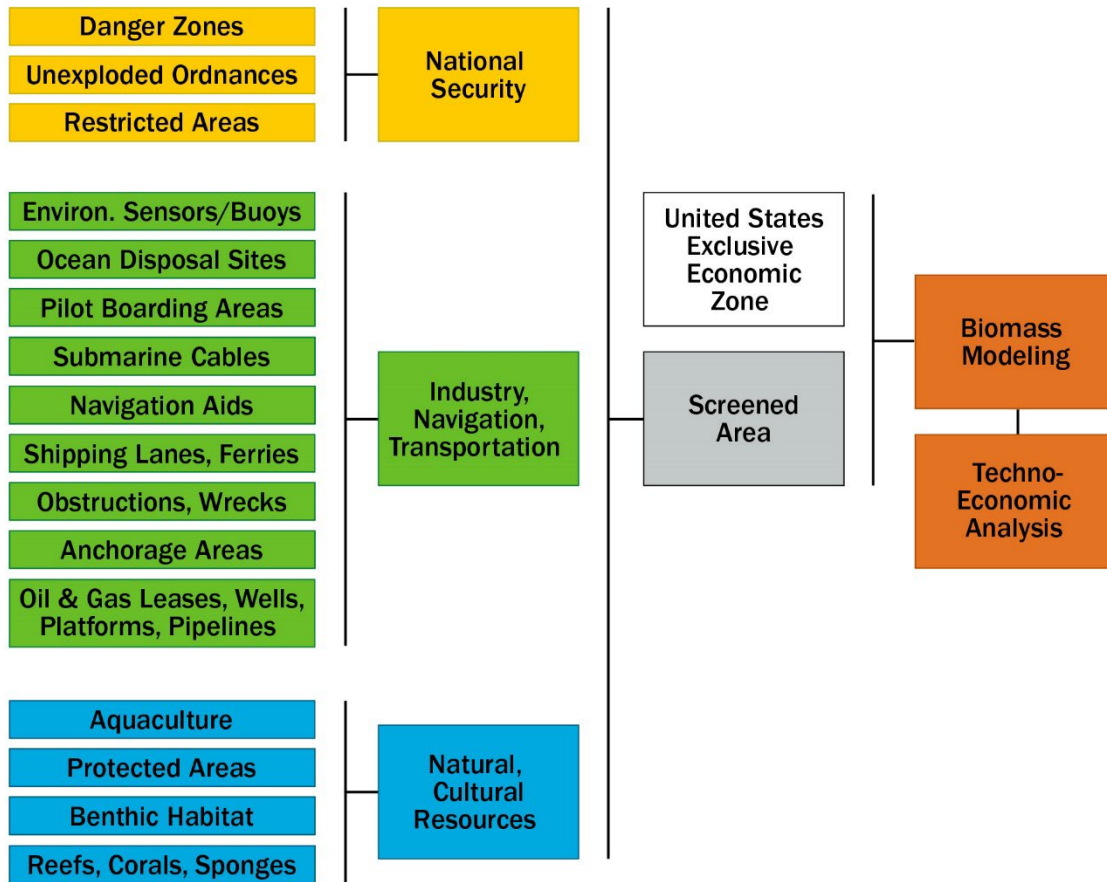 Danger Zones
Unexploded Ordnances
Restricted Areas
National
Security
Environ. Sensors/Buoys
Ocean Disposal Sites
Pilot Boarding Areas
Submarine Cables
Navigation Aids
Shipping Lanes, Ferries
Obstructions, Wrecks
Anchorage Areas
Oil & Gas Leases, Wells,
Platforms, Pipelines
Industry,
Navigation,
Transportation
Aquaculture
Protected Areas
Benthic Habitat
Reefs, Corals, Sponges
Natural,
Cultural
Resources
United States
Exclusive
Economic
Zone
Screened
Area
Biomass
Modeling
Techno-
Economic
Analysis